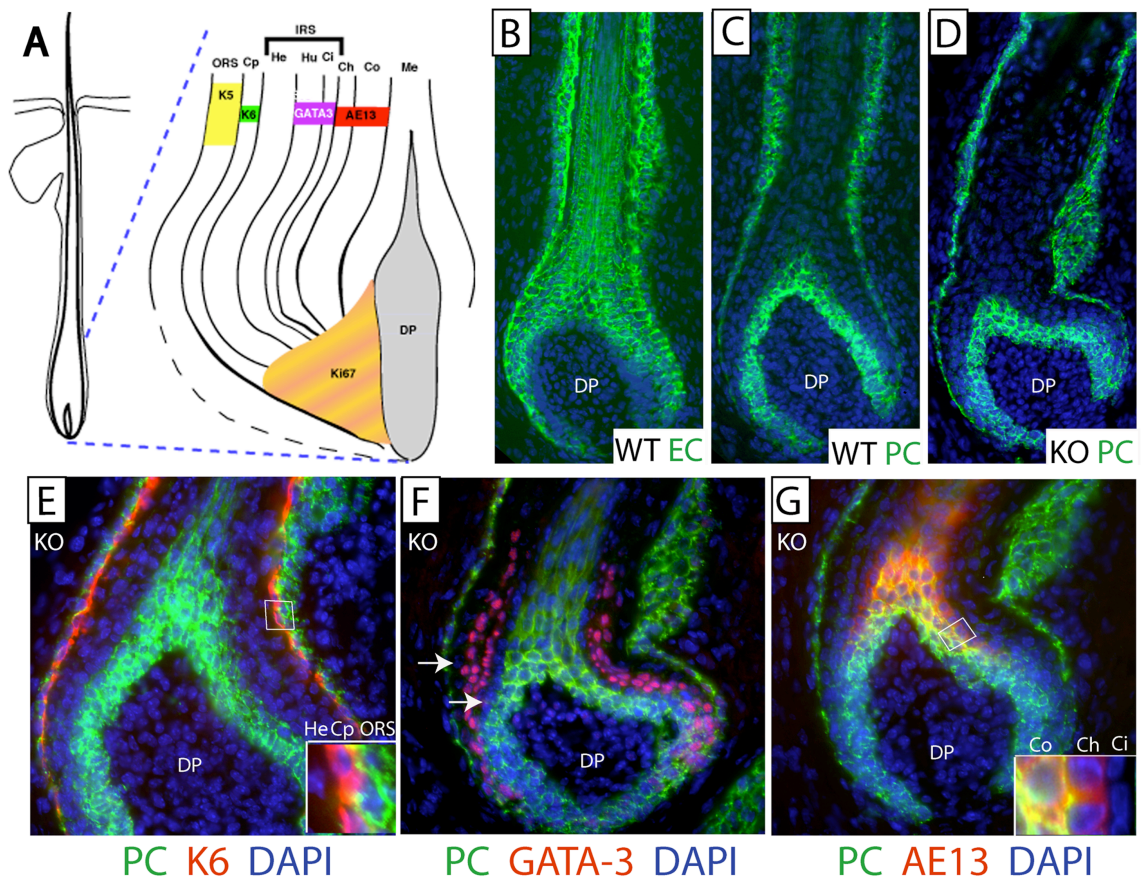 A
IRS
ORS Cp He Hu Ci Ch Co Me
K5
K6 GATA3 AE13
Ki67 DP
B
DP
WT EC
C
DP
WT PC
D
DP
KO PC
E
KO
DP
He Cp ORS
PC K6 DAPI
F
KO
DP
PC GATA-3 DAPI
G
KO
DP
Co Ch Ci
PC AE13 DAPI